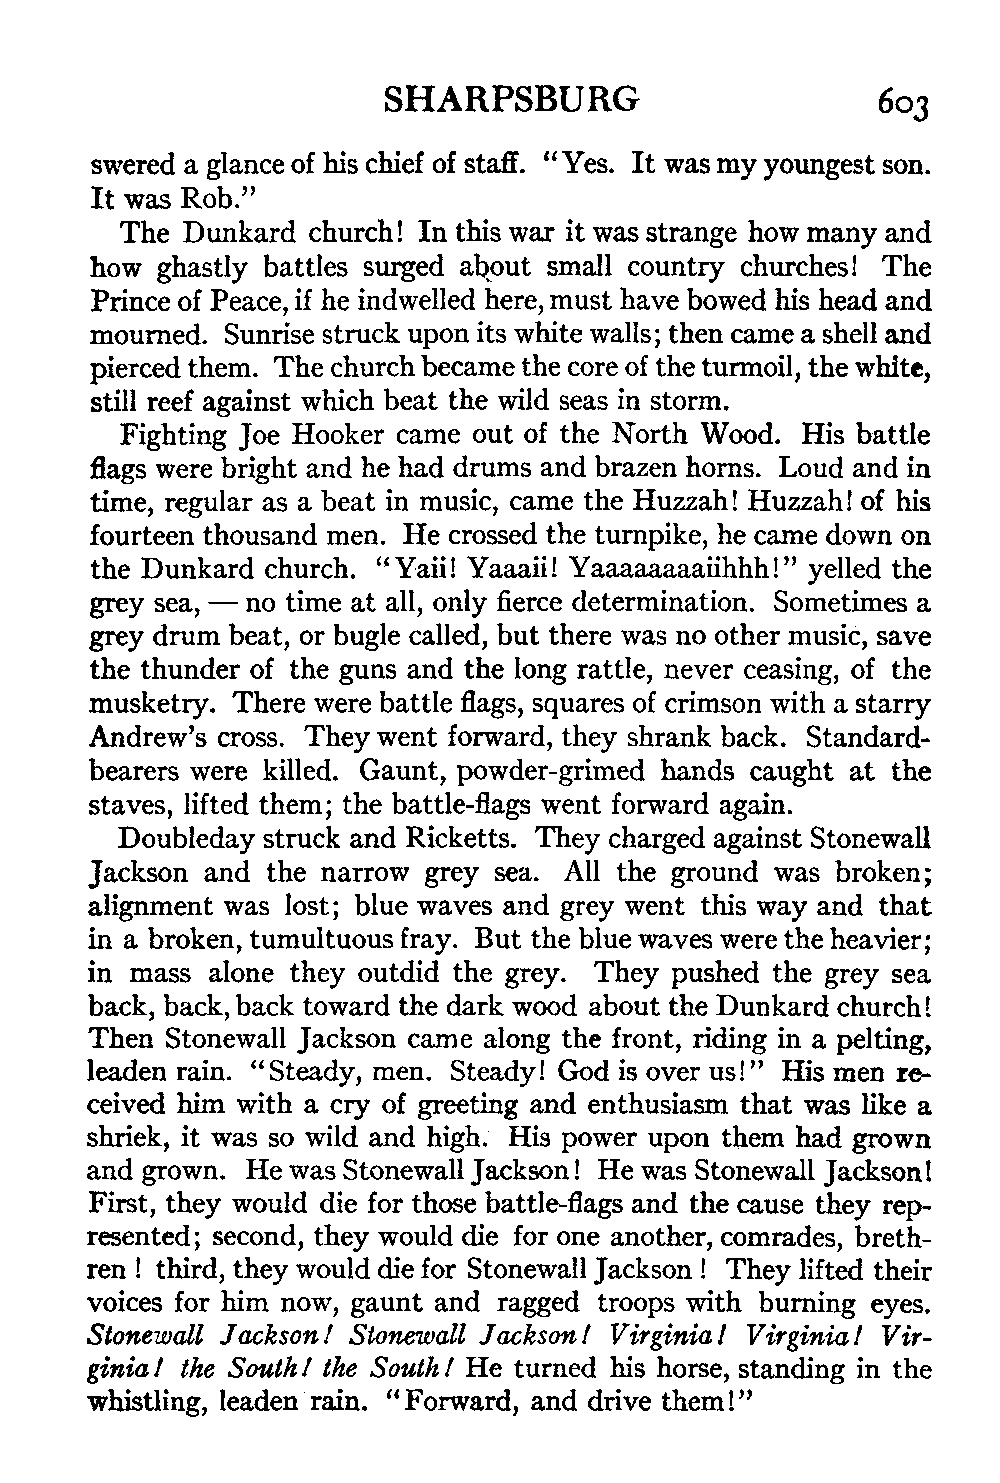 SHARPSBURG 603
swered a glance of his chief of staff. “Yes. It was my youngest son.
It was Rob.”
The Dunkard church! In this war it was strange how many and
how ghastly battles surged about small country churches! The
Prince of Peace, if he indwelled here, must have bowed his head and
mourned. Sunrise struck upon its white walls; then came a shell and
pierced them. The church became the core of the turmoil, the white,
still reef against which beat the wild seas in storm.
Fighting Joe Hooker came out of the North Wood. His battle
flags were bright and he had drums and brazen horns. Loud and in
time, regular as a beat in music, came the Huzzah! Huzzah! of his
fourteen thousand men. He crossed the turnpike, he came down on
the Dunkard church. “Yaii! Yaaaii! Yaaaaaaaaiihhh!” yelled the
grey sea, — no time at all, only fierce determination. Sometimes a
grey drum beat, or bugle called, but there was no other music, save
the thunder of the guns and the long rattle, never ceasing, of the
musketry. There were battle flags, squares of crimson with a starry
Andrew’s cross. They went forward, they shrank back. Standard-
bearers were killed. Gaunt, powder-grimed hands caught at the
staves, lifted them; the battle-flags went forward again.
Doubleday struck and Ricketts. They charged against Stonewall
Jackson and the narrow grey sea. All the ground was broken;
alignment was lost; blue waves and grey went this way and that
in a broken, tumultuous fray. But the blue waves were the heavier;
in mass alone they outdid the grey. They pushed the grey sea
back, back, back toward the dark wood about the Dunkard church!
Then Stonewall Jackson came along the front, riding in a pelting,
leaden rain. “Steady, men. Steady! God is over us!” His men re-
ceived him with a cry of greeting and enthusiasm that was like a
shriek, it was so wild and high. His power upon them had grown
and grown. He was Stonewall Jackson! He was Stonewall Jackson!
First, they would die for those battle-flags and the cause they rep-
resented; second, they would die for one another, comrades, breth-
ren! third, they would die for Stonewall Jackson! They lifted their
voices for him now, gaunt and ragged troops with burning eyes.
Stonewall Jackson! Stonewall Jackson! Virginia! Virginia! Vir-
ginia! the South! the South! He turned his horse, standing in the
whistling, leaden rain. “Forward, and drive them!”